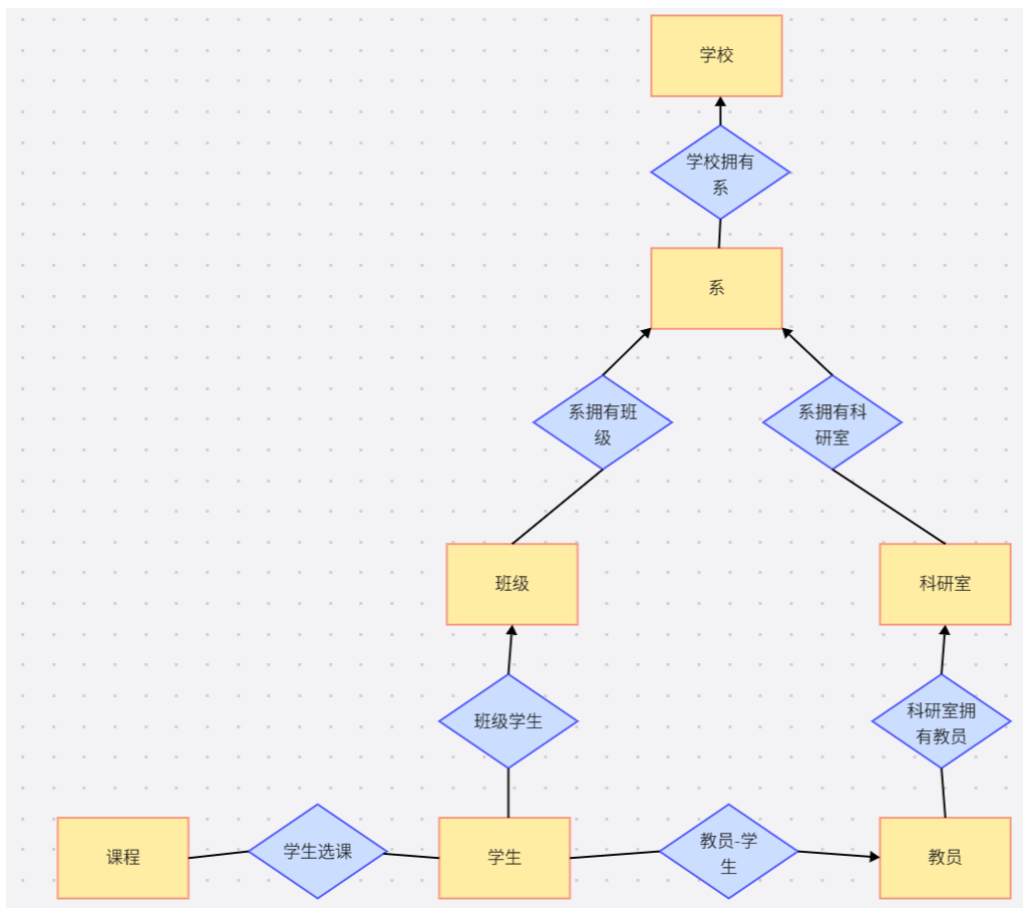 学校
学校拥有
系
系
系拥有班
级
系拥有科
研室
班级
科研室
班级学生
科研室拥
有教员
课程
学生选课
学生
教员-学
生
教员